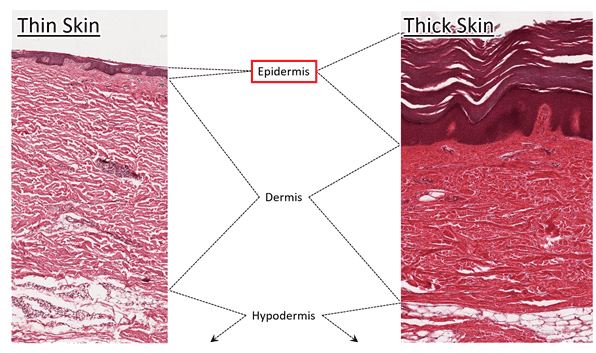 Thin Skin
Thick Skin
Epidermis
Dermis
Hypodermis